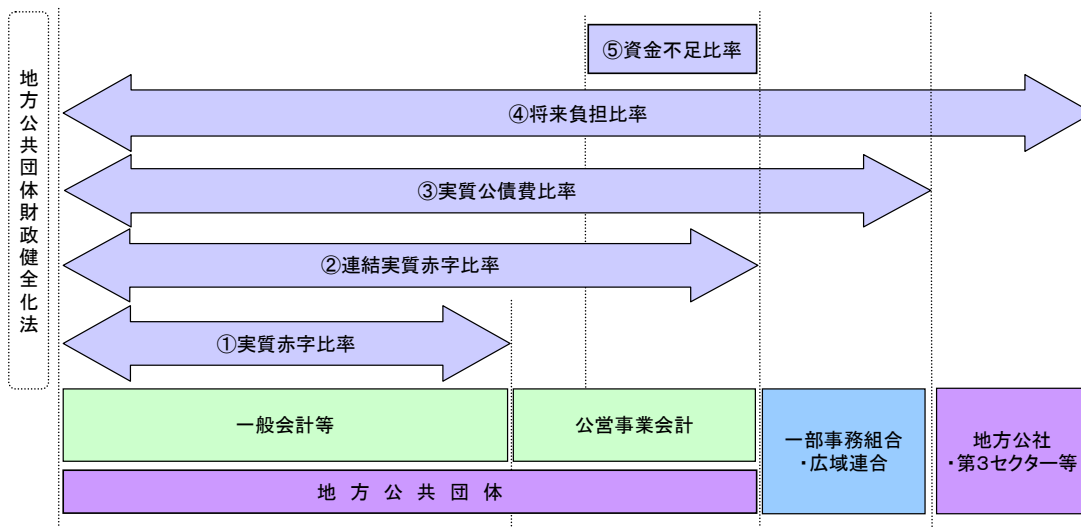 地方公共団体財政健全化法
⑤資金不足比率
④将来負担比率
③実質公債費比率
②連結実質赤字比率
①実質赤字比率
一般会計等
公営事業会計
一部事務組合
・広域連合
地方公社
・第3セクター等
地方公共団体